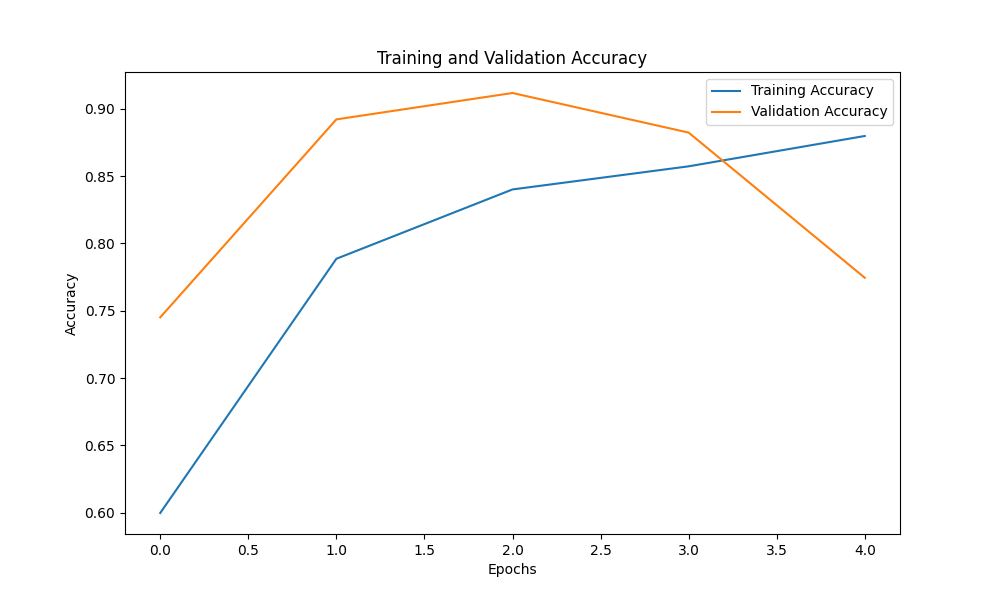 Training and Validation Accuracy
Training Accuracy
Validation Accuracy
Accuracy
0.90
0.85
0.80
0.75
0.70
0.65
0.60
0.0 0.5 1.0 1.5 2.0 2.5 3.0 3.5 4.0
Epochs